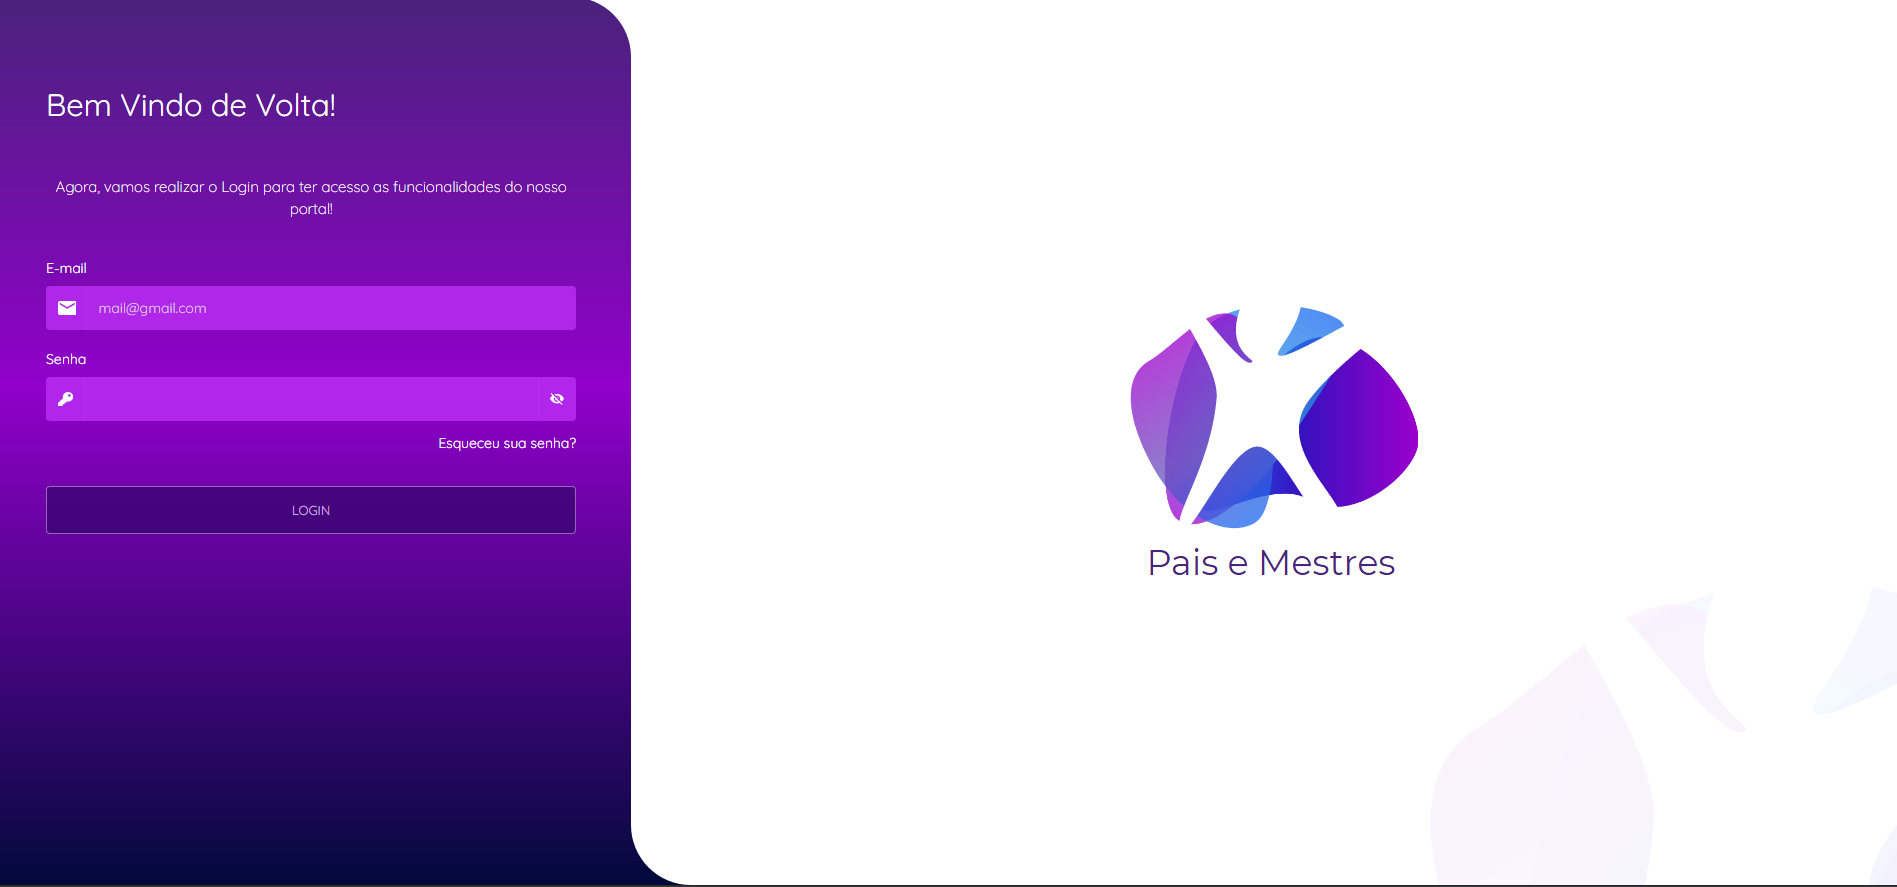 Bem Vindo de Volta!
Agora, vamos realizar o Login para ter acesso as funcionalidades do nosso
portal!
E-mail
mail@gmail.com
Senha
Esqueceu sua senha?
LOGIN
Pais e Mestres